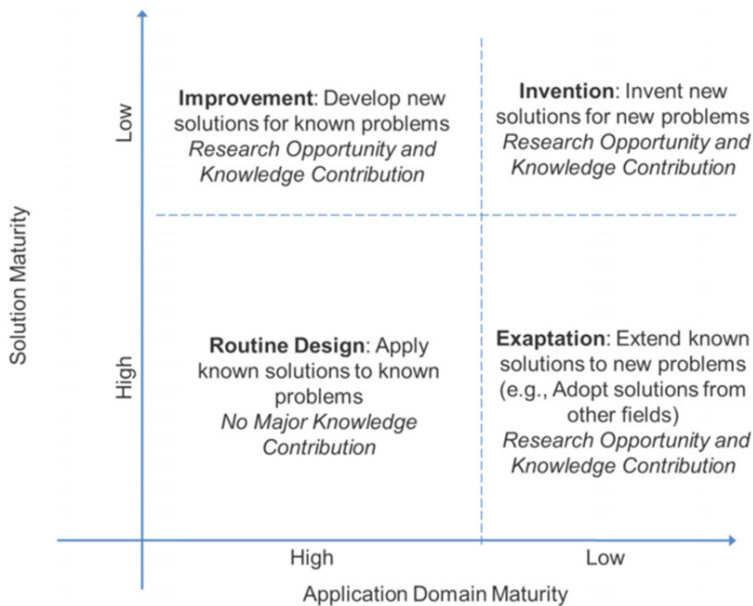 Solution Maturity
Low
High
Improvement: Develop new
solutions for known problems
Research Opportunity and
Knowledge Contribution
Invention: Invent new
solutions for new problems
Research Opportunity and
Knowledge Contribution
Routine Design: Apply
known solutions to known
problems
No Major Knowledge
Contribution
Exaptation: Extend known
solutions to new problems
(e.g., Adopt solutions from
other fields)
Research Opportunity and
Knowledge Contribution
High
Low
Application Domain Maturity